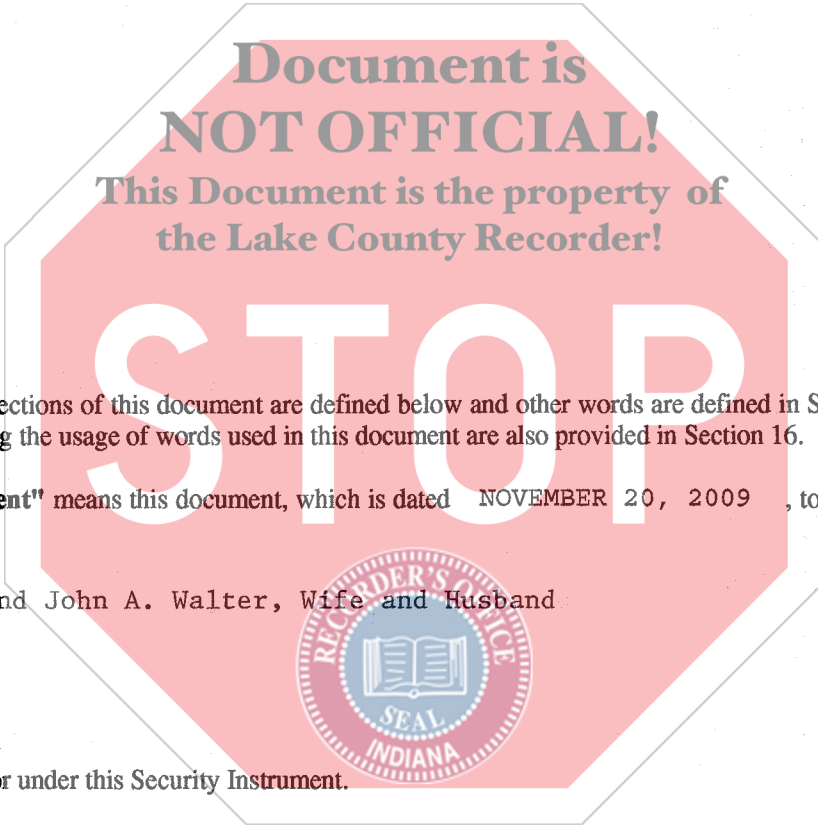 Document is
NOT OFFICIAL!
This Document is the property of
the Lake County Recorder!
STOP
ections of this document are defined below and other words are defined in S
g the usage of words used in this document are also provided in Section 16.
ent" means this document, which is dated NOVEMBER 20, 2009 , to
nd John A. Walter, Wife and Husband
RECORDER'S OFFICE
SEAL
INDIANA
r under this Security Instrument.